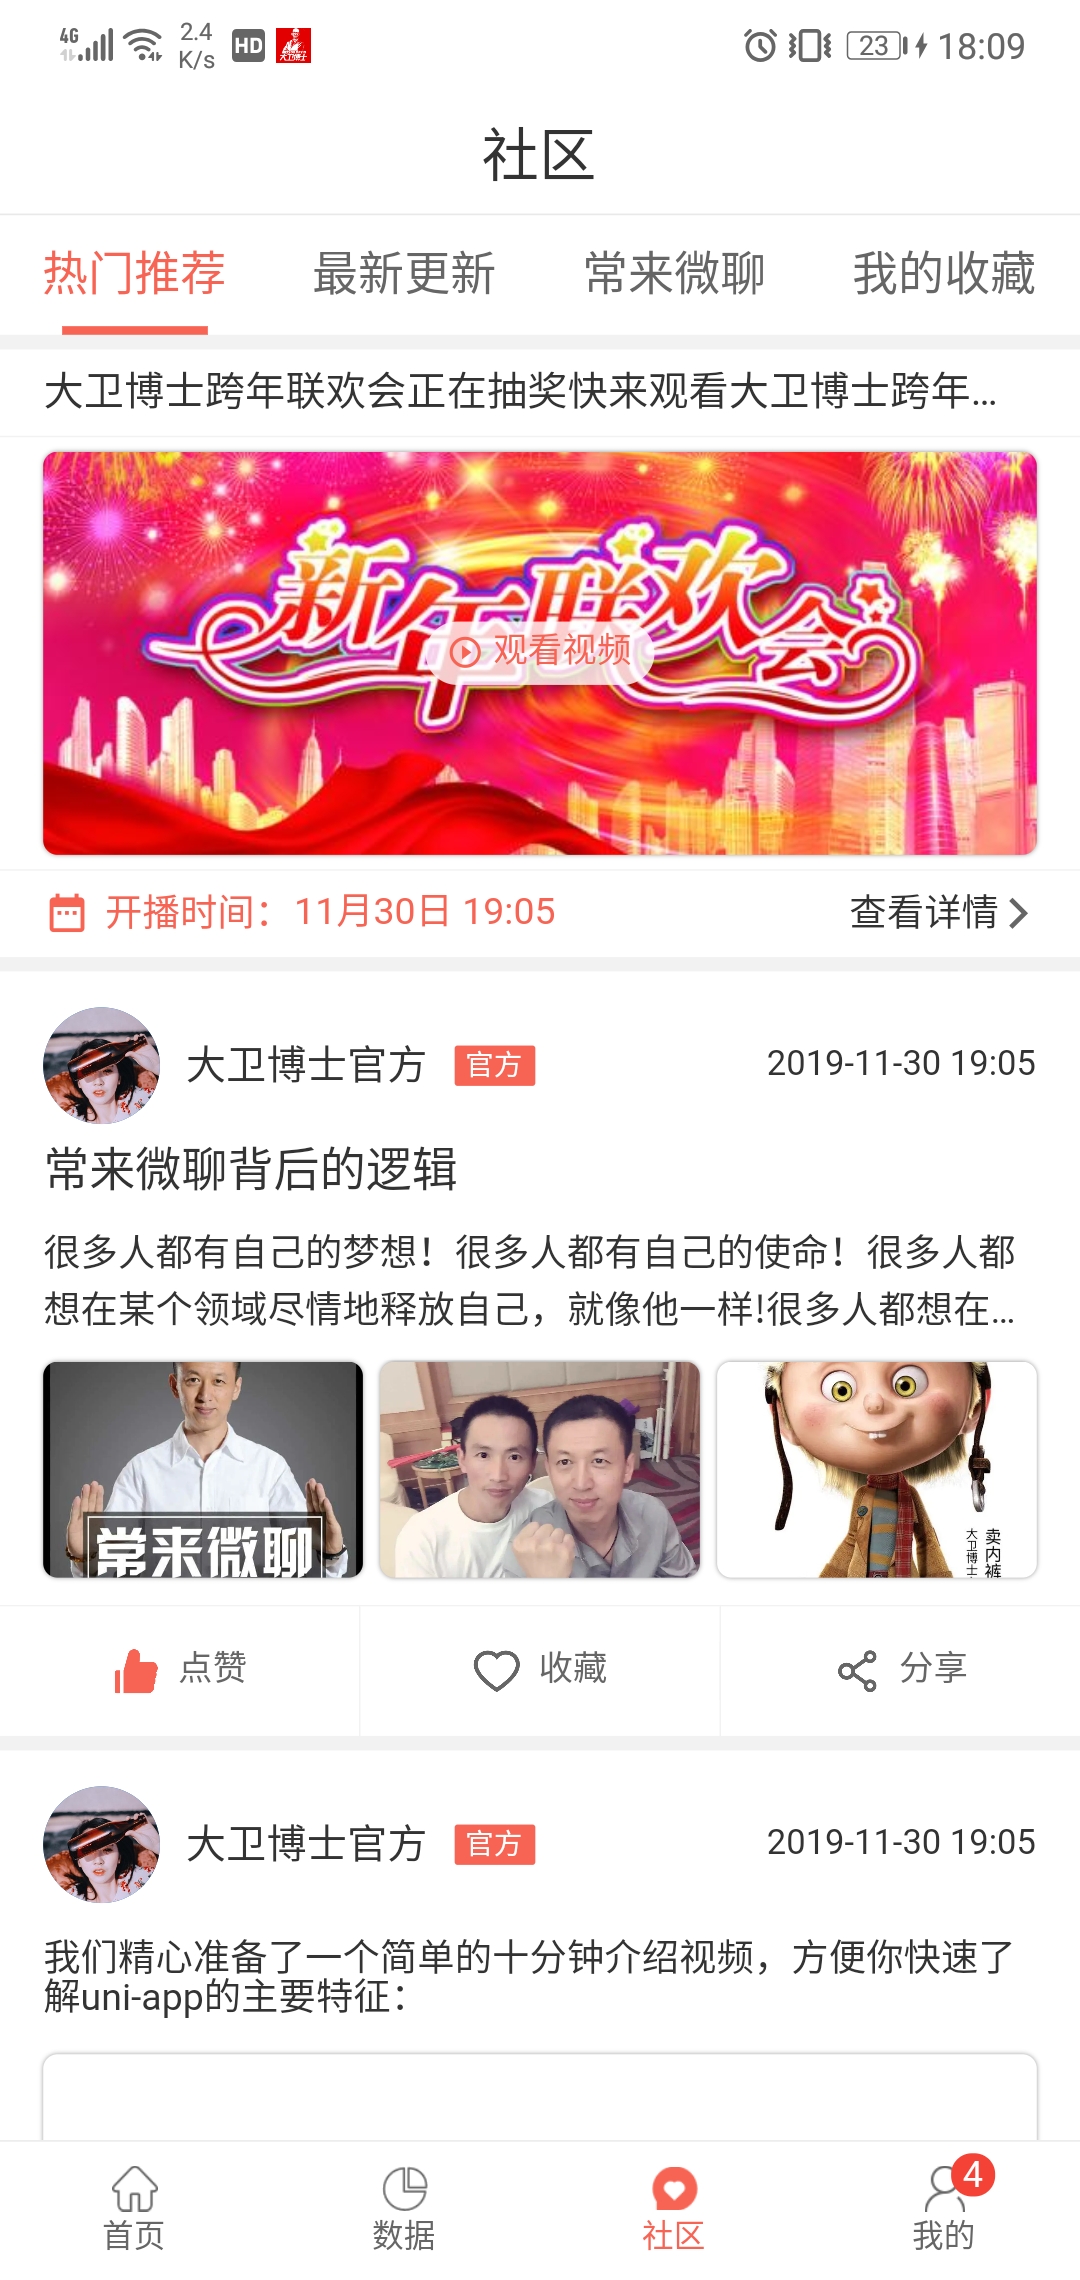 4G
2.4
K/s
HD
大卫博士
23
18:09
社区
热门推荐 最新更新 常来微聊 我的收藏
大卫博士跨年联欢会正在抽奖快来观看大卫博士跨年...
新年联欢会
观看视频
开播时间：11月30日 19:05
查看详情
大卫博士官方 官方 2019-11-30 19:05
常来微聊背后的逻辑
很多人都有自己的梦想！很多人都有自己的使命！很多人都
想在某个领域尽情地释放自己，就像他一样!很多人都想在...
常来微聊
卖内裤
大卫博士
点赞 收藏 分享
大卫博士官方 官方 2019-11-30 19:05
我们精心准备了一个简单的十分钟介绍视频，方便你快速了
解uni-app的主要特征：
4
首页 数据 社区 我的